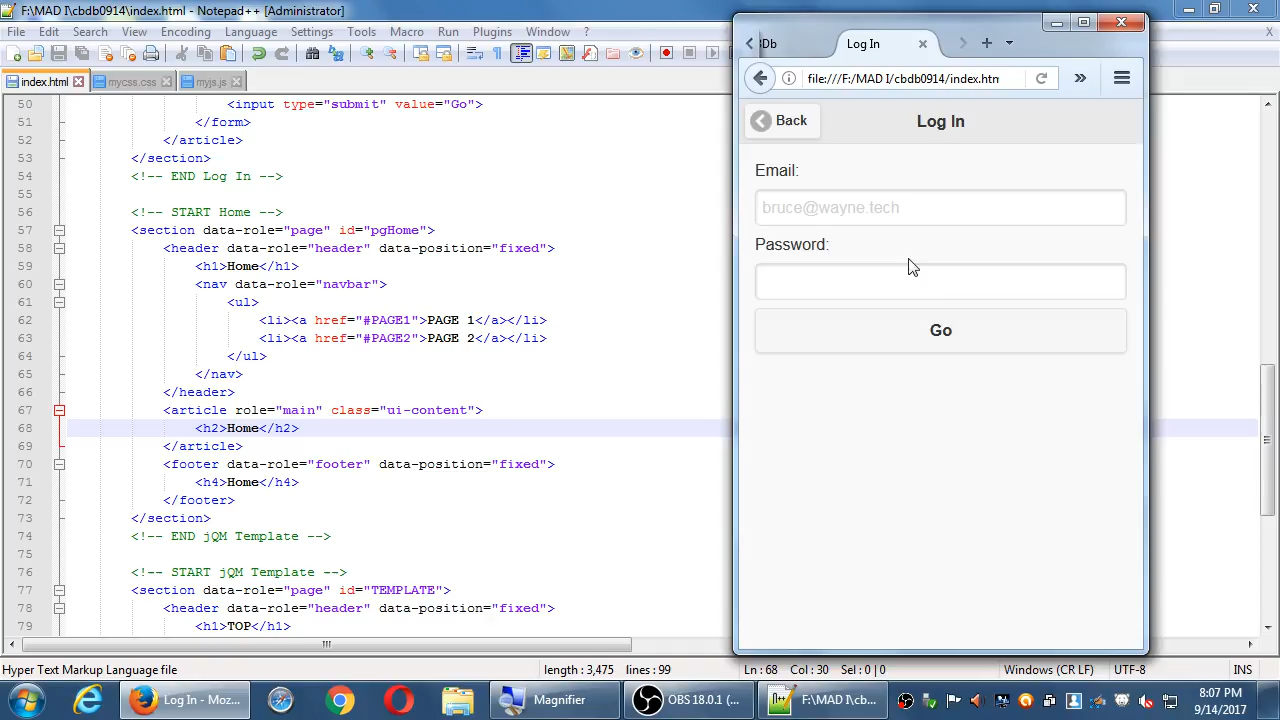 F:\MAD I\cbdb0914\index.html - Notepad++ [Administrator]
File Edit Search View Encoding Language Settings Tools Macro Run Plugins Window ? X
index.html mycss.css myjs.js
50 <input type="submit" value="Go">
51 </form>
52 </article>
53 </section>
54 <!-- END Log In -->
55
56 <!-- START Home -->
57 <section data-role="page" id="pgHome">
58 <header data-role="header" data-position="fixed">
59 <h1>Home</h1>
60 <nav data-role="navbar">
61 <ul>
62 <li><a href="#PAGE1">PAGE 1</a></li>
63 <li><a href="#PAGE2">PAGE 2</a></li>
64 </ul>
65 </nav>
66 </header>
67 <article role="main" class="ui-content">
68 <h2>Home</h2>
69 </article>
70 <footer data-role="footer" data-position="fixed">
71 <h4>Home</h4>
72 </footer>
73 </section>
74 <!-- END jQM Template -->
75
76 <!-- START jQM Template -->
77 <section data-role="page" id="TEMPLATE">
78 <header data-role="header" data-position="fixed">
79 <h1>TOP</h1>
Hyper Text Markup Language file length : 3,475 lines : 99 Ln : 68 Col : 30 Sel : 0 | 0 Windows (CR LF) UTF-8 INS
Db Log In
file:///F:/MAD I/cbdb0914/index.htm
Back Log In
Email:
bruce@wayne.tech
Password:
Go
Log In - Moz... Magnifier OBS 18.0.1 (... F:\MAD I\cb... 8:07 PM
9/14/2017